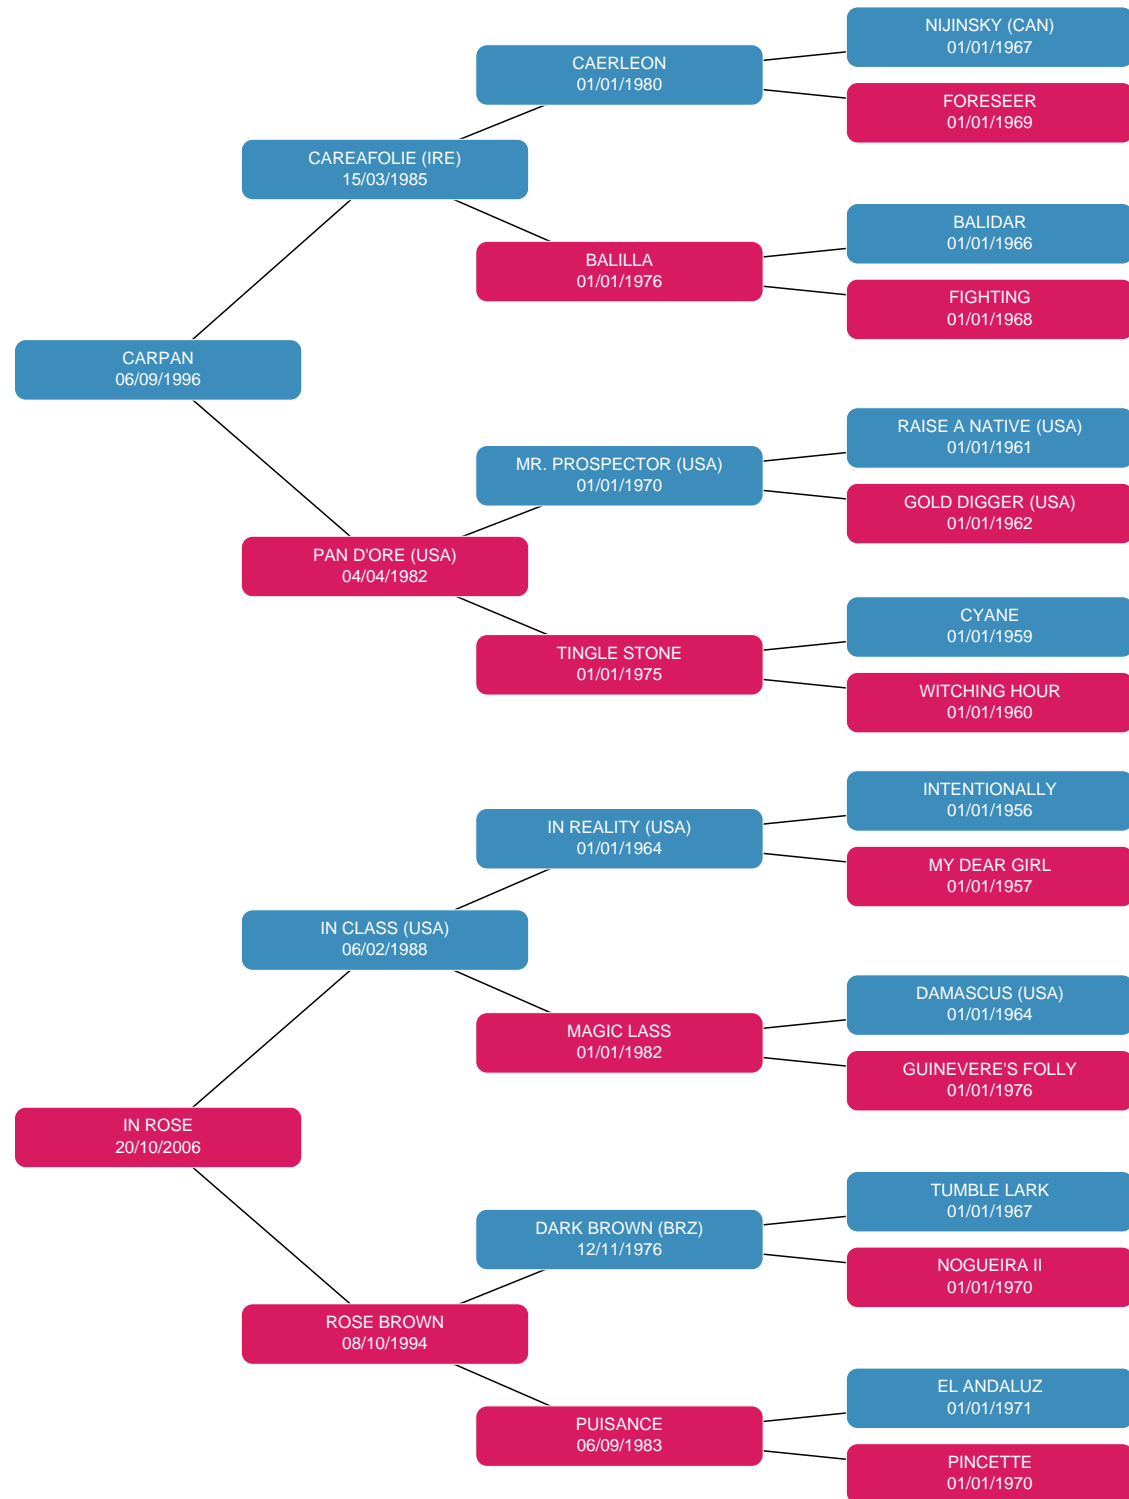 NIJINSKY (CAN)
01/01/1967
CAERLEON
01/01/1980
FORESEER
01/01/1969
CAREAFOLIE (IRE)
15/03/1985
BALIDAR
01/01/1966
BALILLA
01/01/1976
FIGHTING
01/01/1968
CARPAN
06/09/1996
RAISE A NATIVE (USA)
01/01/1961
MR. PROSPECTOR (USA)
01/01/1970
GOLD DIGGER (USA)
01/01/1962
PAN D'ORE (USA)
04/04/1982
CYANE
01/01/1959
TINGLE STONE
01/01/1975
WITCHING HOUR
01/01/1960
INTENTIONALLY
01/01/1956
IN REALITY (USA)
01/01/1964
MY DEAR GIRL
01/01/1957
IN CLASS (USA)
06/02/1988
DAMASCUS (USA)
01/01/1964
MAGIC LASS
01/01/1982
GUINEVERE'S FOLLY
01/01/1976
IN ROSE
20/10/2006
TUMBLE LARK
01/01/1967
DARK BROWN (BRZ)
12/11/1976
NOGUEIRA II
01/01/1970
ROSE BROWN
08/10/1994
EL ANDALUZ
01/01/1971
PUISANCE
06/09/1983
PINCETTE
01/01/1970